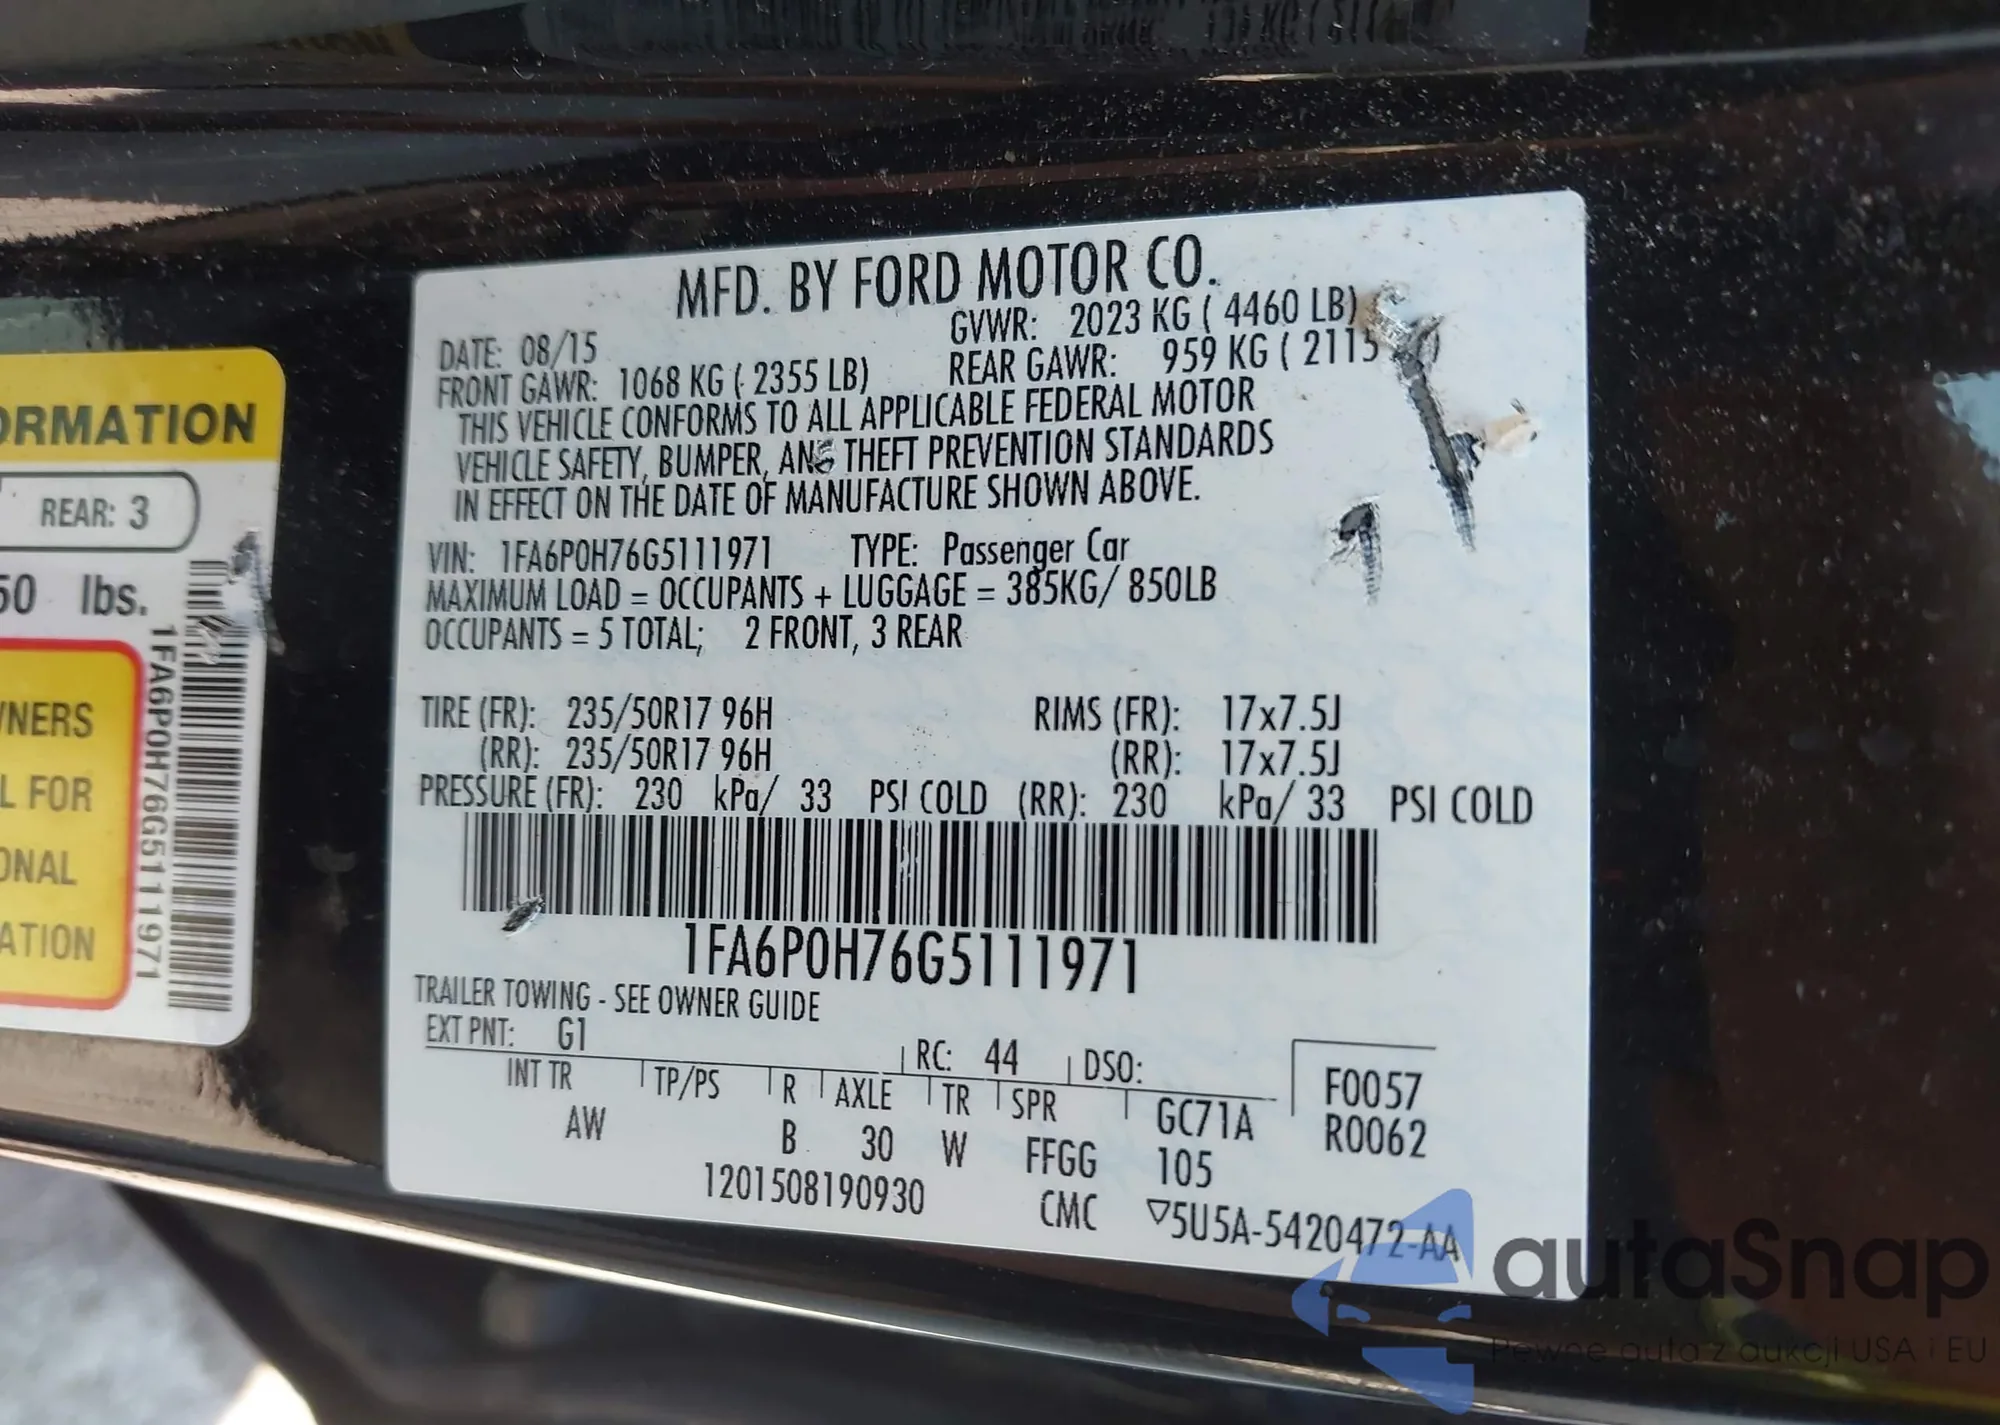 MFD. BY FORD MOTOR CO.
DATE: 08/15 GVWR: 2023 KG ( 4460 LB)
FRONT GAWR: 1068 KG ( 2355 LB) REAR GAWR: 959 KG ( 2115
THIS VEHICLE CONFORMS TO ALL APPLICABLE FEDERAL MOTOR
VEHICLE SAFETY, BUMPER, AND THEFT PREVENTION STANDARDS
IN EFFECT ON THE DATE OF MANUFACTURE SHOWN ABOVE.
VIN: 1FA6P0H76G5111971 TYPE: Passenger Car
MAXIMUM LOAD = OCCUPANTS + LUGGAGE = 385KG/ 850LB
OCCUPANTS = 5 TOTAL; 2 FRONT, 3 REAR
TIRE (FR): 235/50R17 96H RIMS (FR): 17x7.5J
(RR): 235/50R17 96H (RR): 17x7.5J
PRESSURE (FR): 230 kPa/ 33 PSI COLD (RR): 230 kPa/ 33 PSI COLD
1FA6P0H76G5111971
TRAILER TOWING - SEE OWNER GUIDE
EXT PNT: G1 RC: 44 DSO: F0057
INT TR TP/PS R AXLE TR SPR GC71A R0062
AW B 30 W FFGG 105
1201508190930 CMC ▽5U5A-5420472-AA
ORMATION
REAR: 3
50 lbs.
WNERS
L FOR
ONAL
ATION
1FA6P0H76G5111971
autaSnap
Pewne auta z aukcji USA i EU